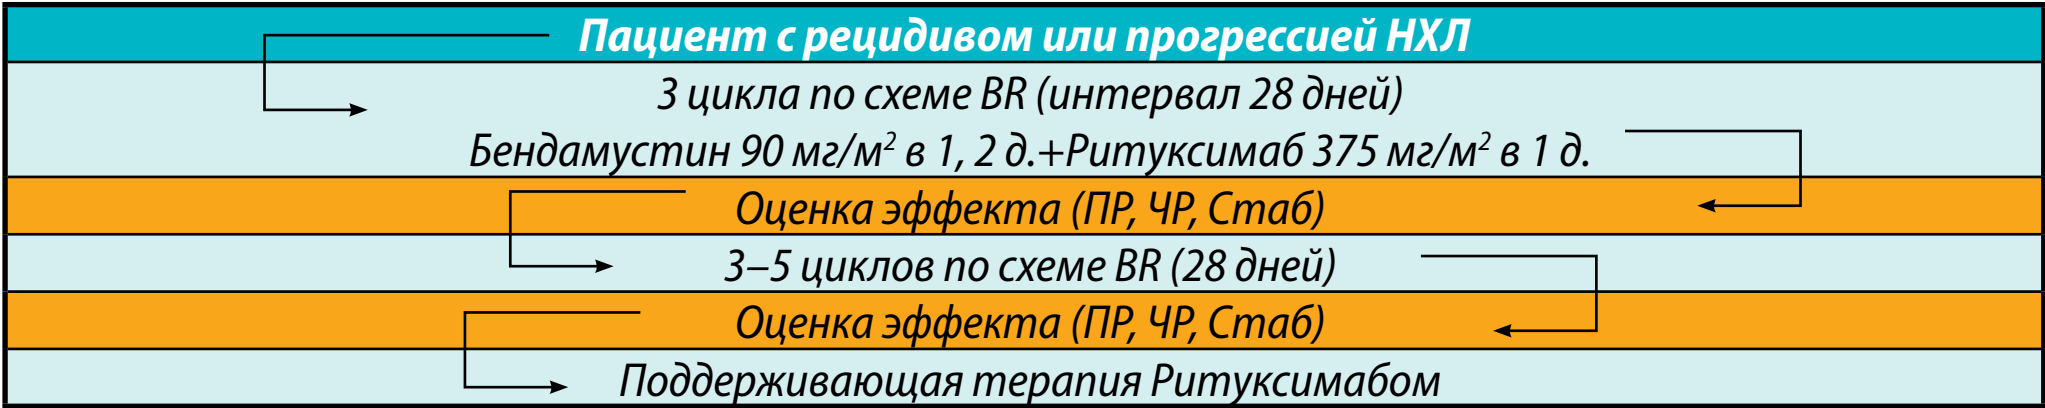 Пациент с рецидивом или прогрессией НХЛ
3 цикла по схеме BR (интервал 28 дней)
Бендамустин 90 мг/м² в 1, 2 д.+Ритуксимаб 375 мг/м² в 1 д.
Оценка эффекта (ПР, ЧР, Стаб)
3–5 циклов по схеме BR (28 дней)
Оценка эффекта (ПР, ЧР, Стаб)
Поддерживающая терапия Ритуксимабом